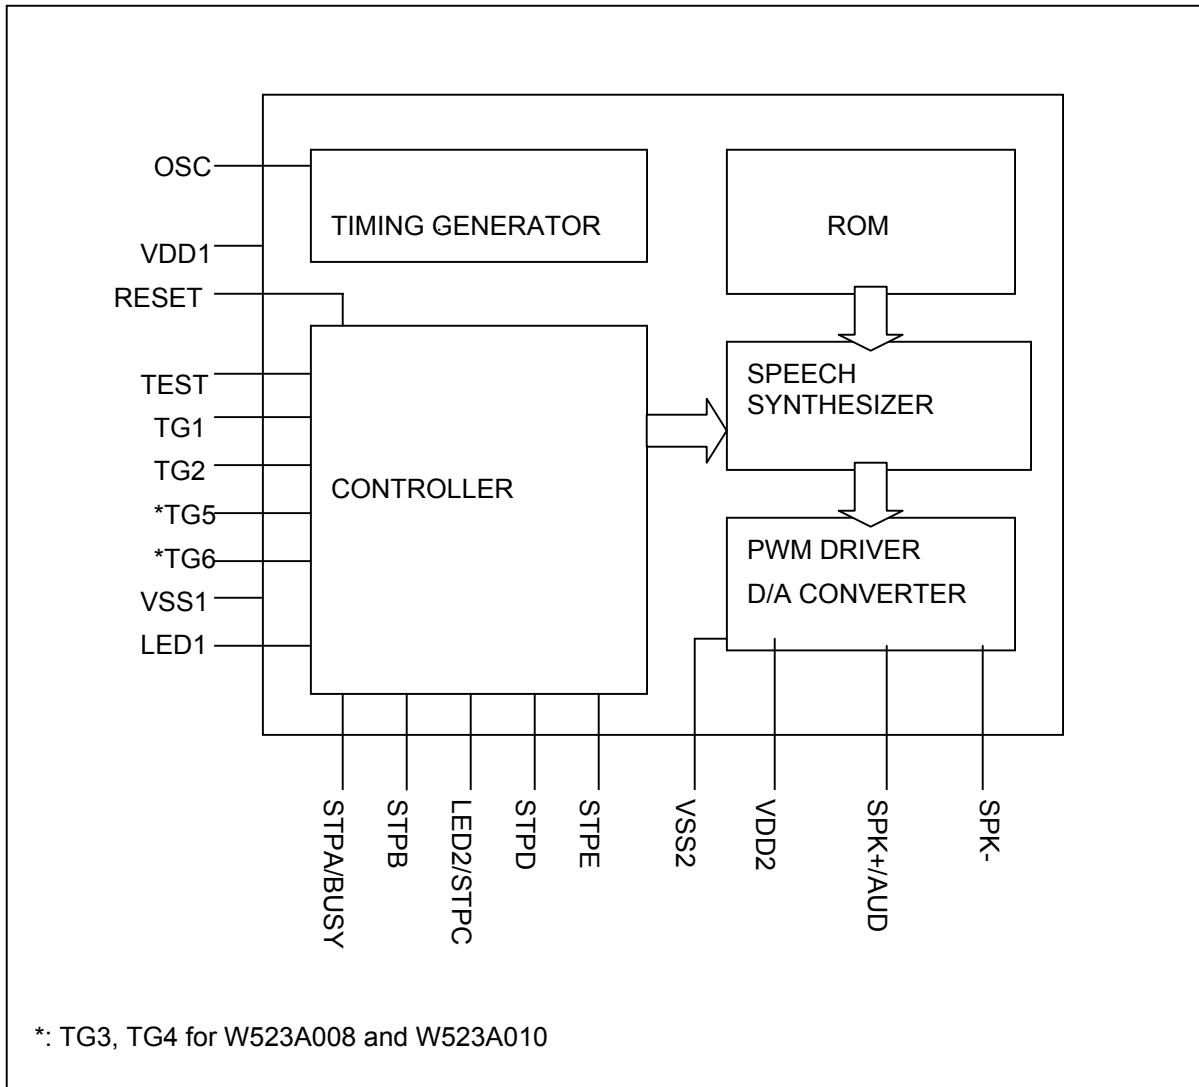 OSC
TIMING GENERATOR
ROM
VDD1
RESET
TEST
SPEECH
SYNTHESIZER
TG1
TG2
CONTROLLER
*TG5
*TG6
PWM DRIVER
D/A CONVERTER
VSS1
LED1
STPA/BUSY
STPB
LED2/STPC
STPD
STPE
VSS2
VDD2
SPK+/AUD
SPK-
*: TG3, TG4 for W523A008 and W523A010